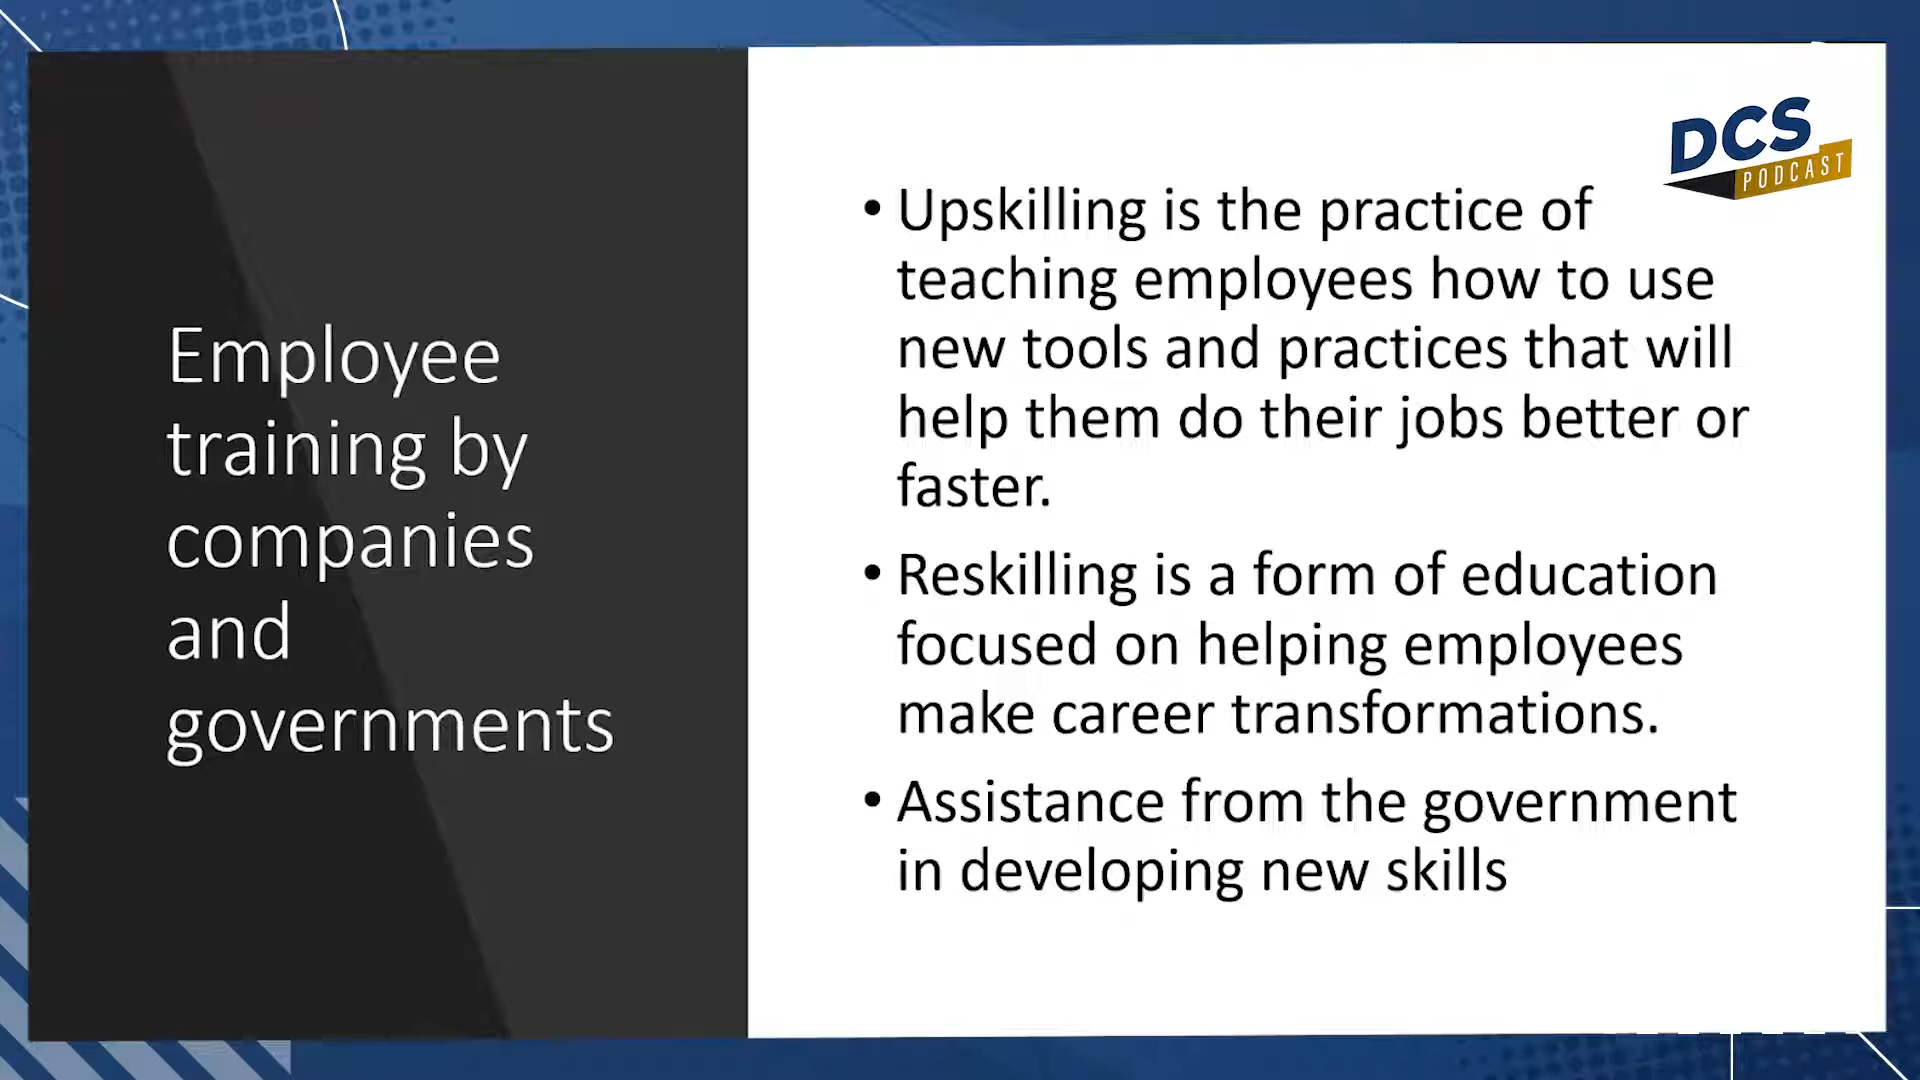 Employee
training by
companies
and
governments
DCS
PODCAST
• Upskilling is the practice of
teaching employees how to use
new tools and practices that will
help them do their jobs better or
faster.
• Reskilling is a form of education
focused on helping employees
make career transformations.
• Assistance from the government
in developing new skills